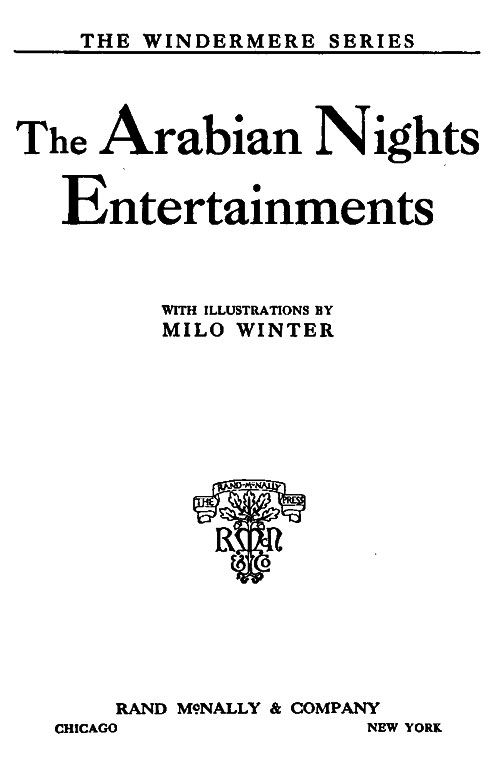 THE WINDERMERE SERIES
The Arabian Nights
Entertainments
WITH ILLUSTRATIONS BY
MILO WINTER
RAND-MCNALLY
THE PRESS
RMCN
& Co
RAND MCNALLY & COMPANY
CHICAGO NEW YORK